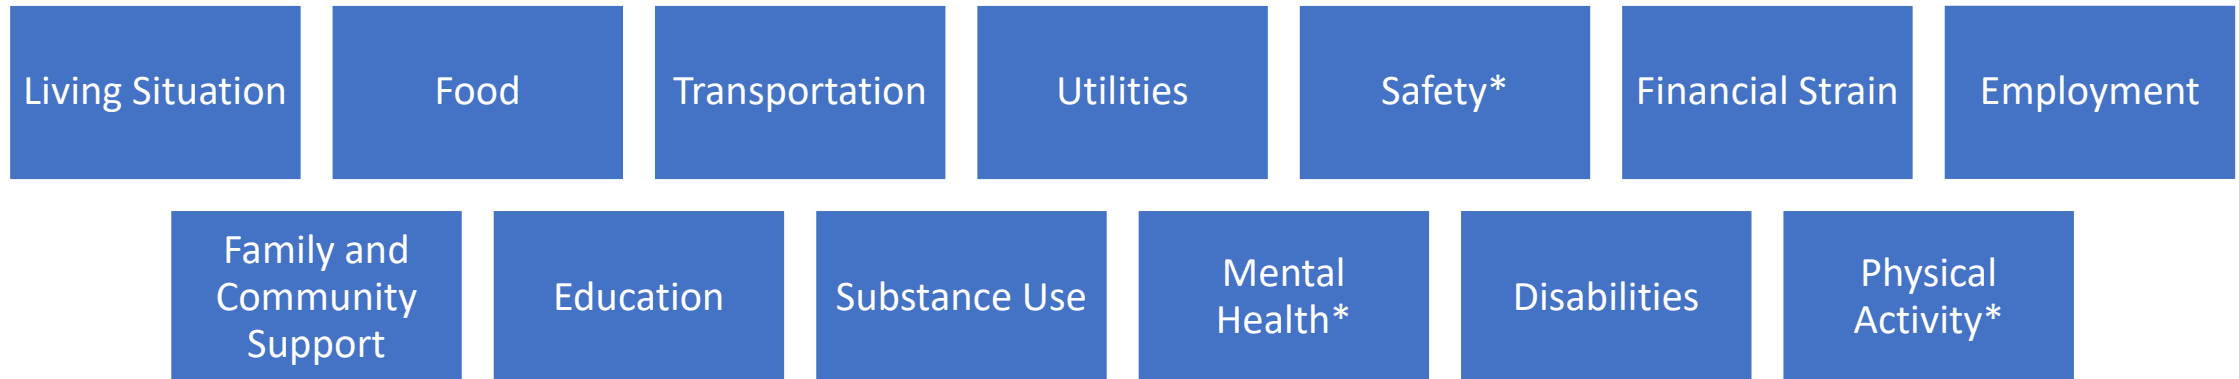 Living Situation
Food
Transportation
Utilities
Safety*
Financial Strain
Employment
Family and
Community
Support
Education
Substance Use
Mental
Health*
Disabilities
Physical
Activity*